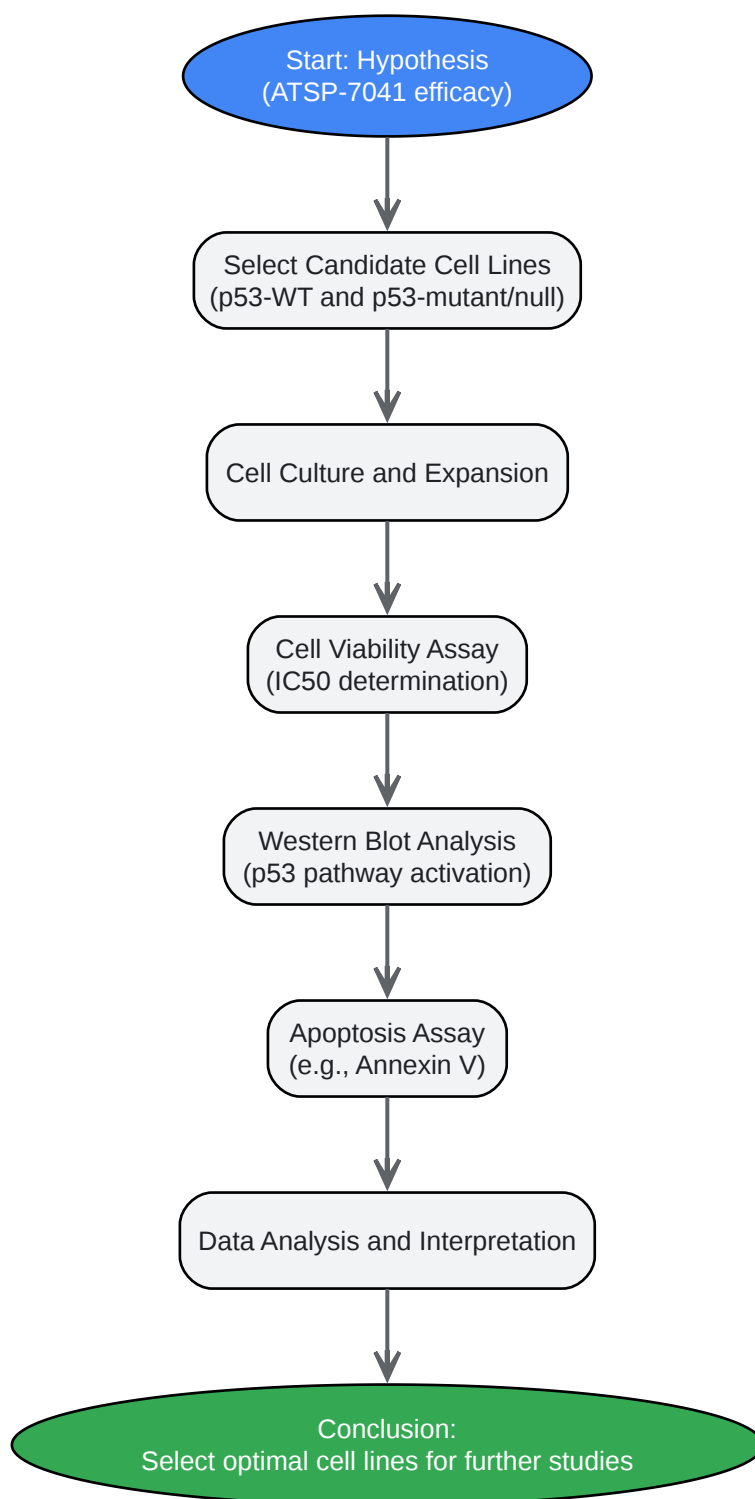 Start: Hypothesis
(ATSP-7041 efficacy)
Select Candidate Cell Lines
(p53-WT and p53-mutant/null)
Cell Culture and Expansion
Cell Viability Assay
(IC50 determination)
Western Blot Analysis
(p53 pathway activation)
Apoptosis Assay
(e.g., Annexin V)
Data Analysis and Interpretation
Conclusion:
Select optimal cell lines for further studies